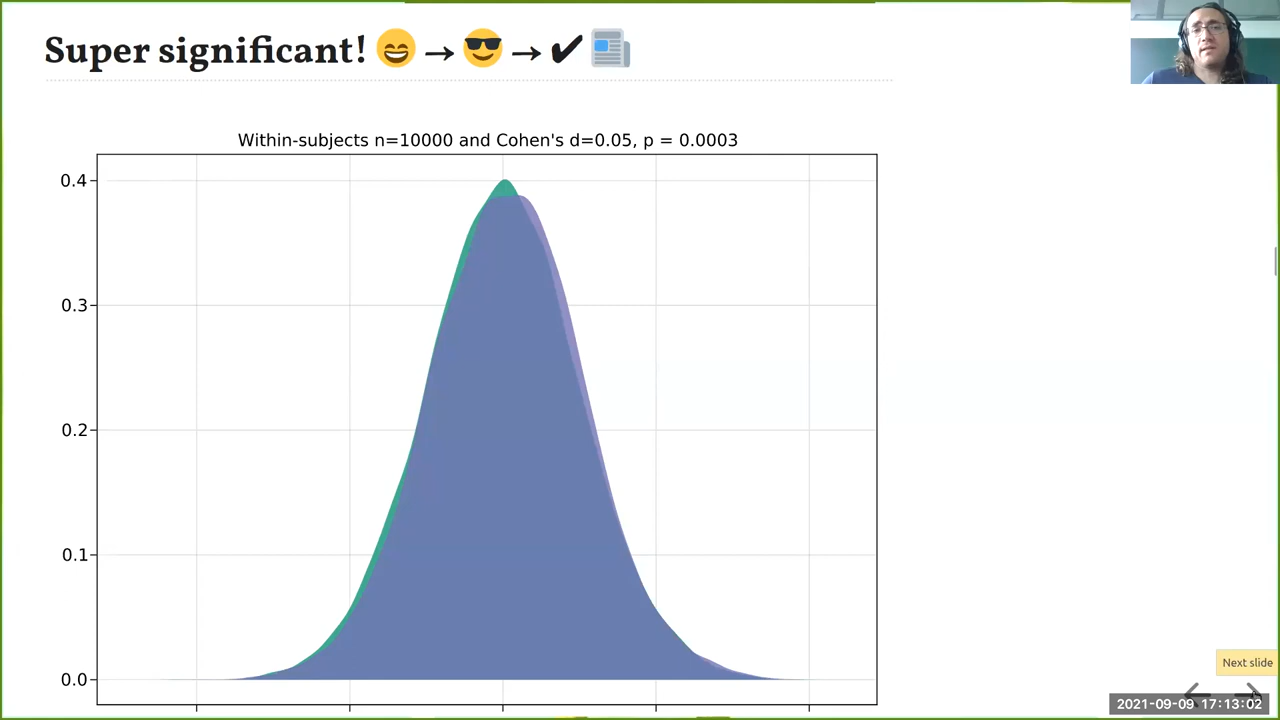 Super significant! 😄 → 😎 → ✔ 📰
Within-subjects n=10000 and Cohen's d=0.05, p = 0.0003
0.4
0.3
0.2
0.1
0.0
Next slide
2021-09-09 17:13:02